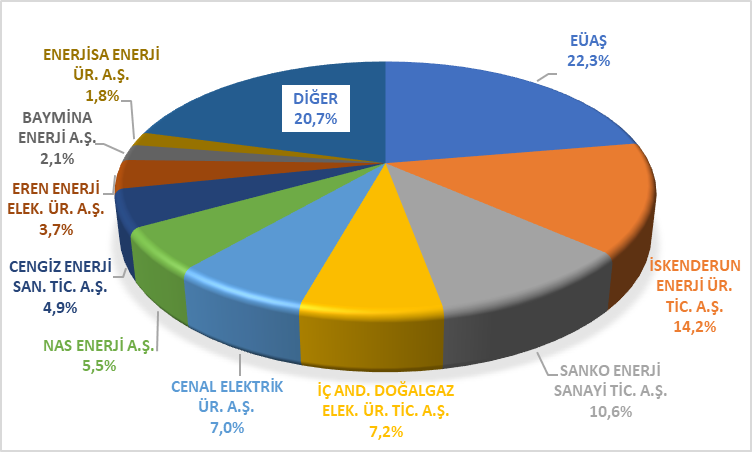 EÜAŞ
22,3%
İSKENDERUN
ENERJİ ÜR.
TİC. A.Ş.
14,2%
SANKO ENERJİ
SANAYİ TİC. A.Ş.
10,6%
İÇ AND. DOĞALGAZ
ELEK. ÜR. TİC. A.Ş.
7,2%
CENAL ELEKTRİK
ÜR. A.Ş.
7,0%
NAS ENERJİ A.Ş.
5,5%
CENGİZ ENERJİ
SAN. TİC. A.Ş.
4,9%
EREN ENERJİ
ELEK. ÜR. A.Ş.
3,7%
BAYMİNA
ENERJİ A.Ş.
2,1%
ENERJİSA ENERJİ
ÜR. A.Ş.
1,8%
DİĞER
20,7%